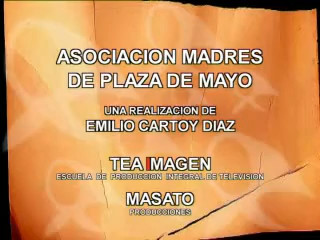 ASOCIACION MADRES
DE PLAZA DE MAYO
UNA REALIZACION DE
EMILIO CARTOY DIAZ
TEA IMAGEN
ESCUELA DE PRODUCCION INTEGRAL DE TELEVISION
MASATO
PRODOCCIONES